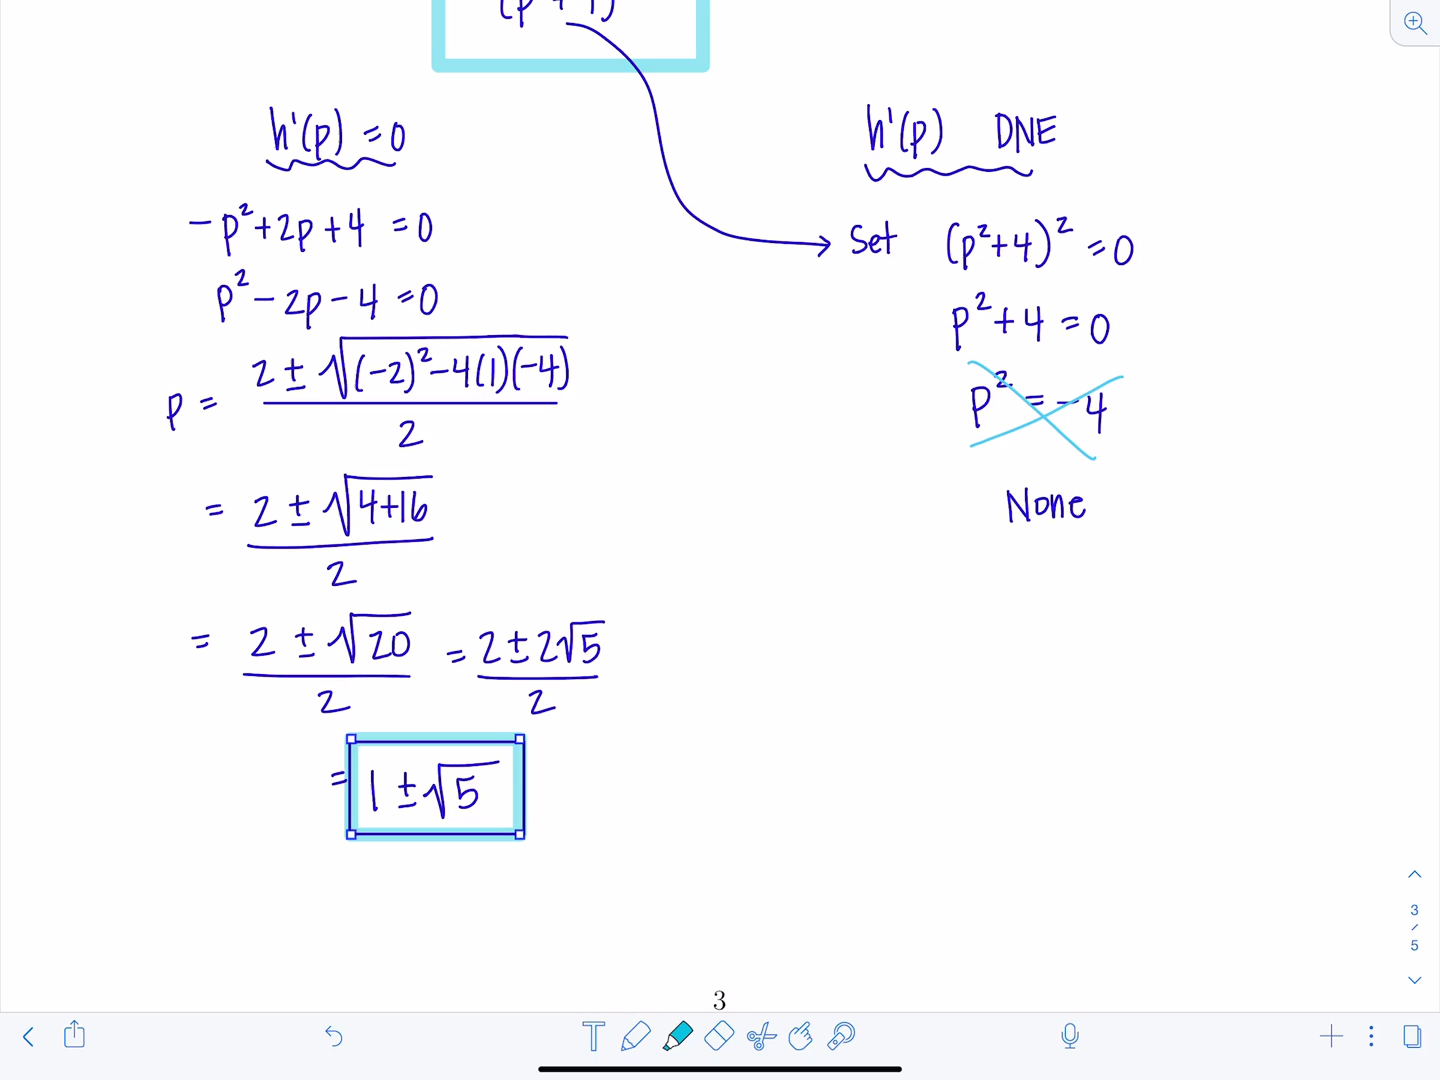 h'(p) = 0
-p²+2p+4 = 0
p²-2p-4 = 0
p = 2 ± √(-2)²-4(1)(-4)
2
= 2 ± √4+16
2
= 2 ± √20 = 2 ± 2√5
2 2
= 1 ± √5
h'(p) DNE
Set (p²+4)² = 0
p²+4 = 0
p² = -4
None
3
/
5
3
T